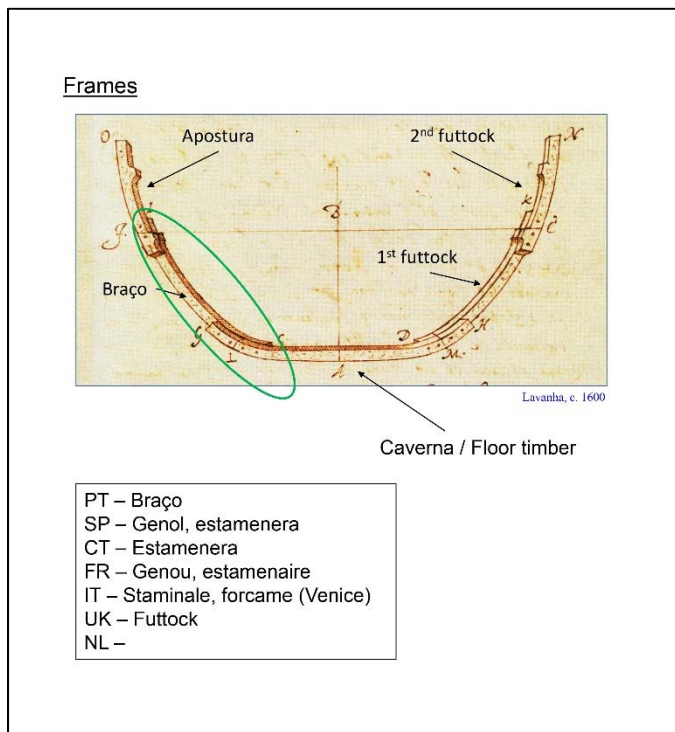 Frames
Apostura
2nd futtock
O
N
B
K
C
1st futtock
Braço
G
C
D
H
I
M
A
Lavanha, c. 1600
Caverna / Floor timber
PT – Braço
SP – Genol, estamenera
CT – Estamenera
FR – Genou, estamenaire
IT – Staminale, forcame (Venice)
UK – Futtock
NL –